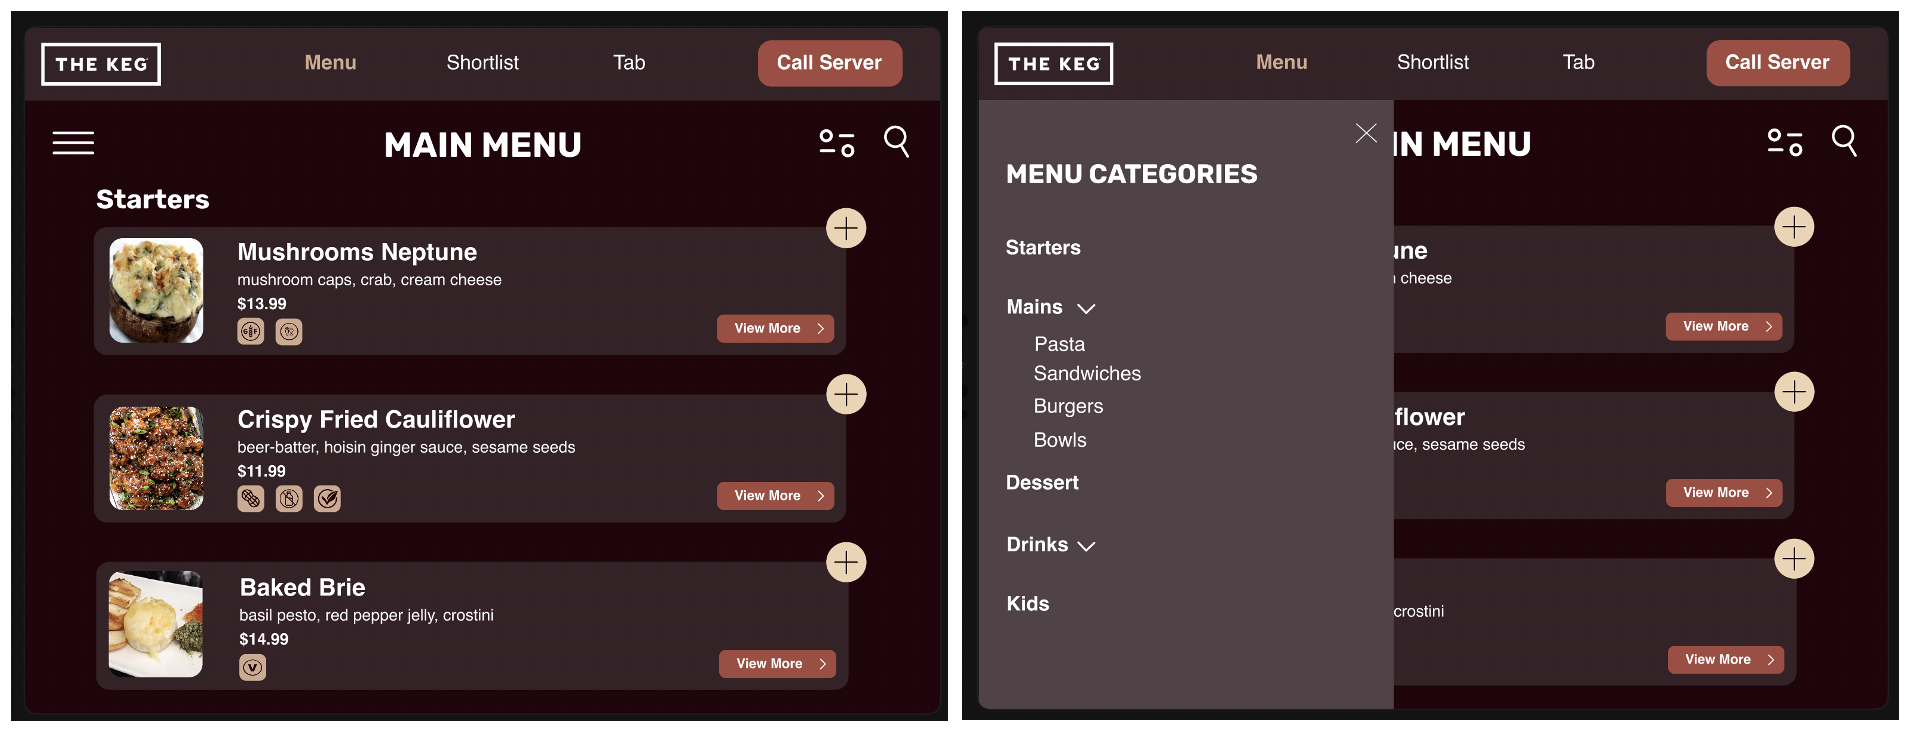 THE KEG
Menu
Shortlist
Tab
Call Server
MAIN MENU
Starters
Mushrooms Neptune
mushroom caps, crab, cream cheese
$13.99
GF
View More
Crispy Fried Cauliflower
beer-batter, hoisin ginger sauce, sesame seeds
$11.99
View More
Baked Brie
basil pesto, red pepper jelly, crostini
$14.99
V
View More
THE KEG
Menu
Shortlist
Tab
Call Server
IN MENU
MENU CATEGORIES
Starters
Mains
Pasta
Sandwiches
Burgers
Bowls
Dessert
Drinks
Kids
une
cheese
View More
flower
ce, sesame seeds
View More
crostini
View More